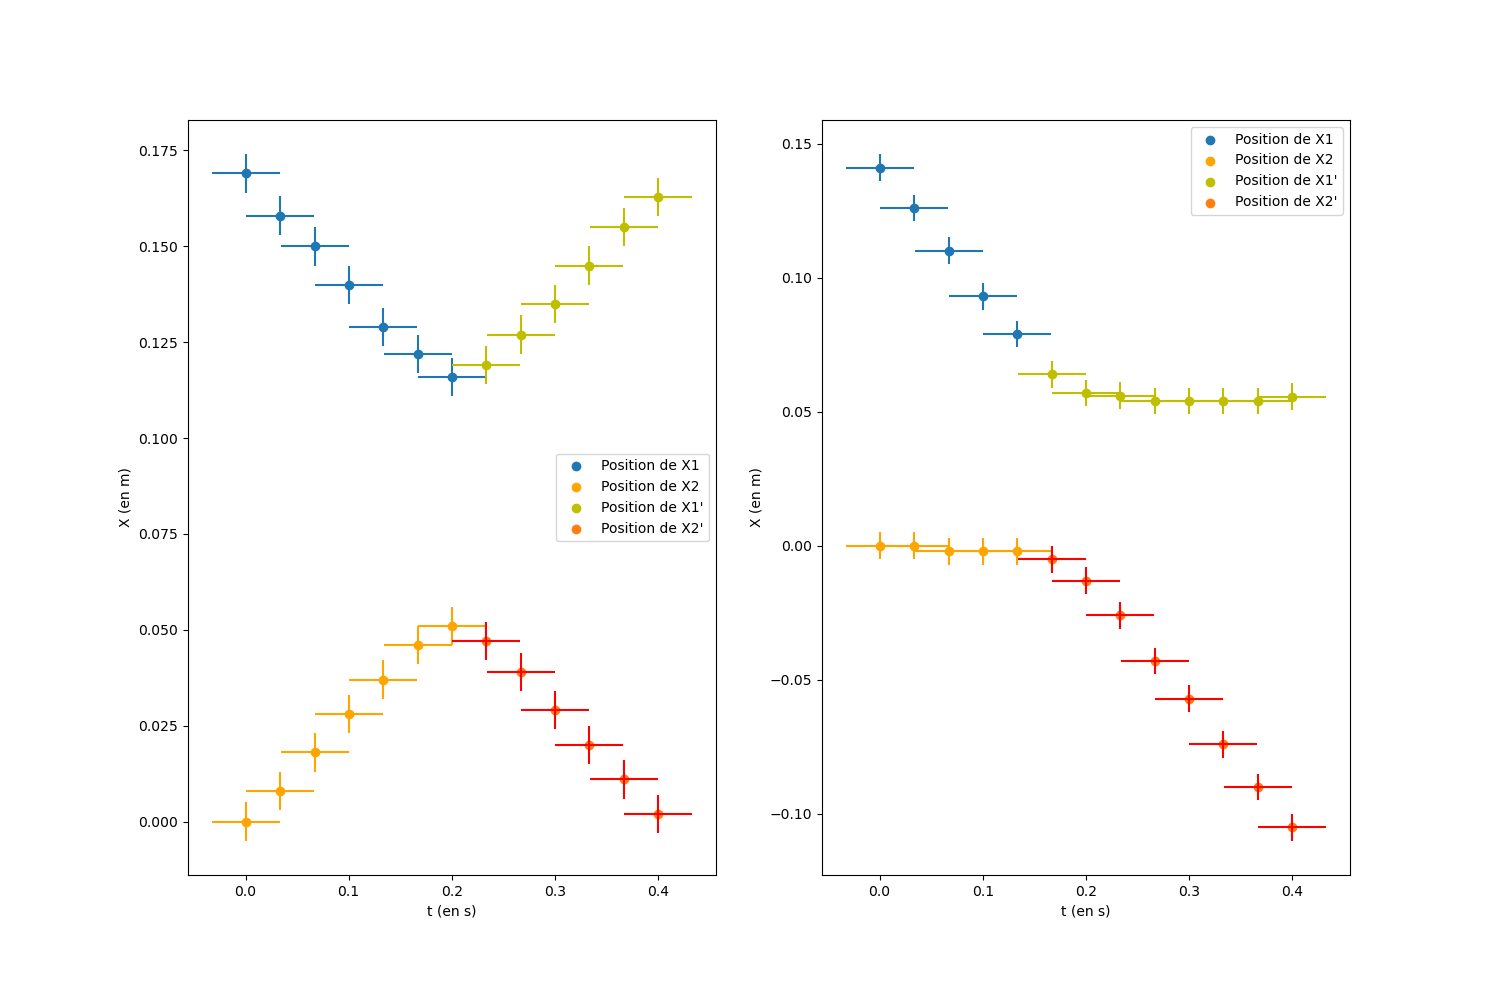 0.175
0.150
0.125
0.100
0.075
0.050
0.025
0.000
X (en m)
Position de X1
Position de X2
Position de X1'
Position de X2'
0.0 0.1 0.2 0.3 0.4
t (en s)
0.15
0.10
0.05
0.00
−0.05
−0.10
X (en m)
Position de X1
Position de X2
Position de X1'
Position de X2'
0.0 0.1 0.2 0.3 0.4
t (en s)